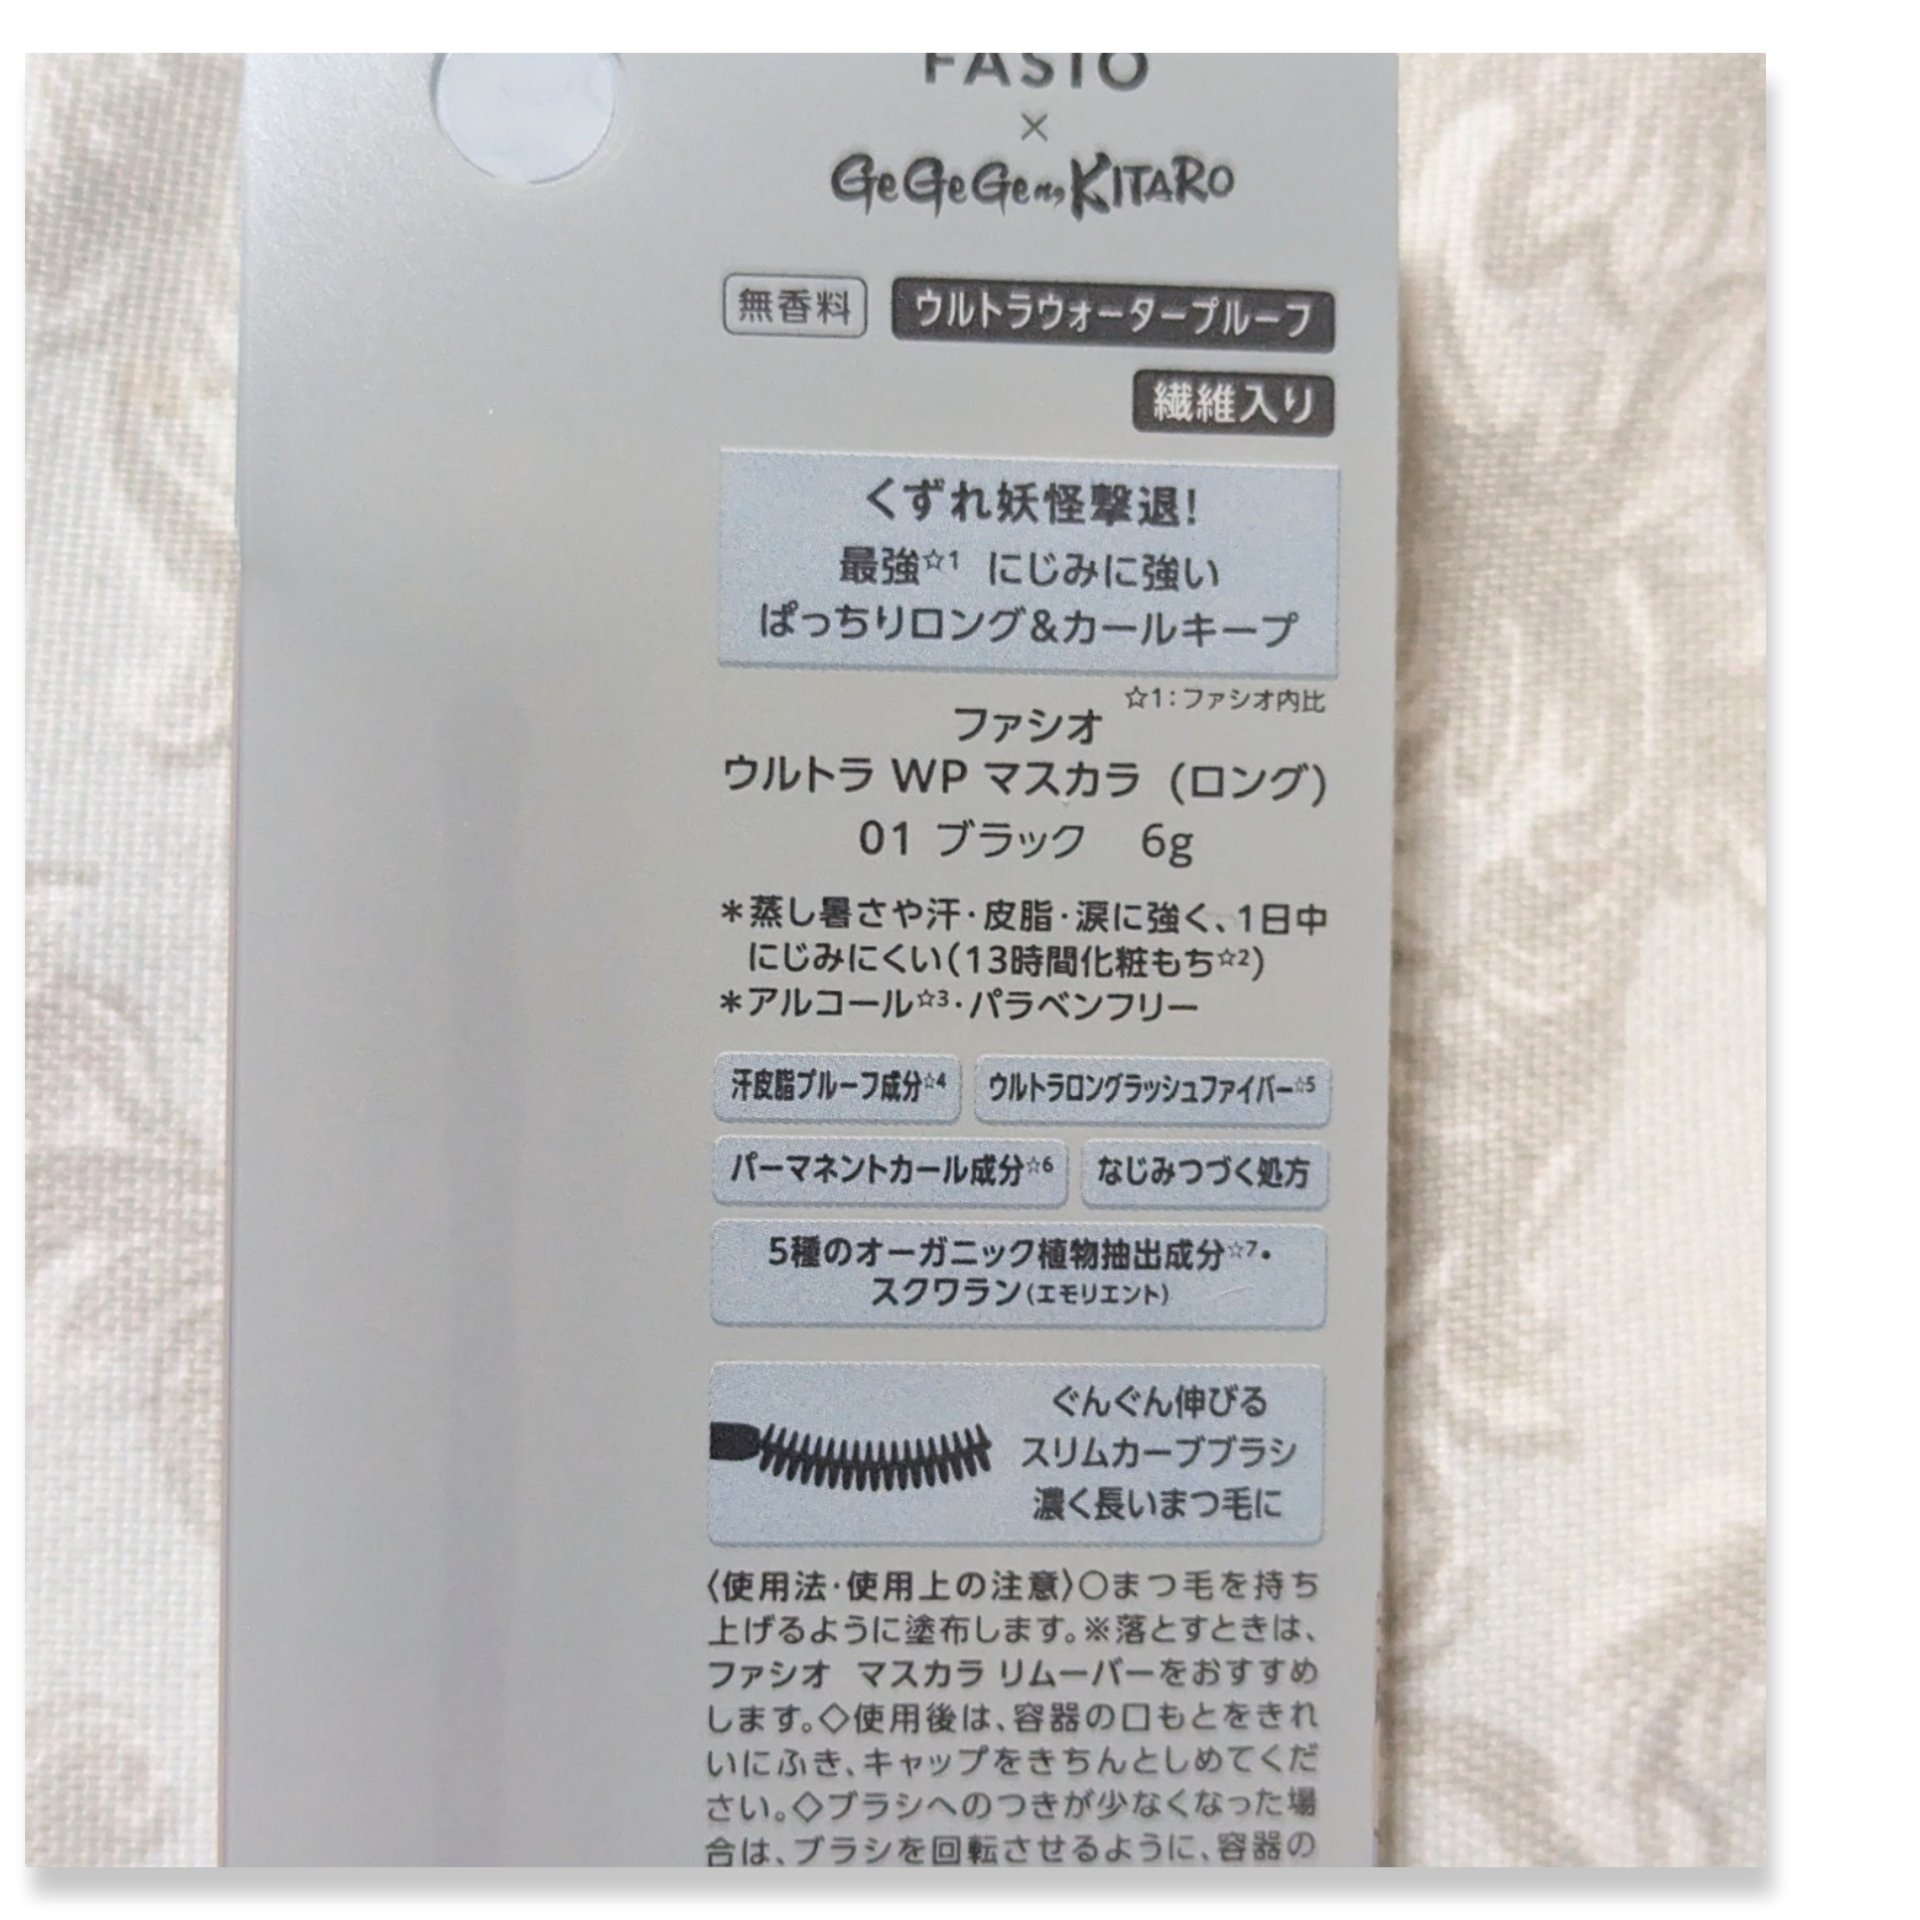 FASIO
×
GeGeGe no KITARO
無香料 ウルトラウォータープルーフ
繊維入り
くずれ妖怪撃退!
最強☆1 にじみに強い
ぱっちりロング&カールキープ
☆1:ファシオ内比
ファシオ
ウルトラ WP マスカラ (ロング)
01 ブラック 6g
*蒸し暑さや汗・皮脂・涙に強く、1日中
にじみにくい(13時間化粧もち☆2)
*アルコール☆3・パラベンフリー
汗皮脂プルーフ成分☆4 ウルトラロングラッシュファイバー☆5
パーマネントカール成分☆6 なじみつづく処方
5種のオーガニック植物抽出成分☆7・
スクワラン(エモリエント)
ぐんぐん伸びる
スリムカーブブラシ
濃く長いまつ毛に
〈使用法・使用上の注意〉○まつ毛を持ち
上げるように塗布します。※落とすときは、
ファシオ マスカラ リムーバーをおすすめ
します。◇使用後は、容器の口もとをきれ
いにふき、キャップをきちんとしめてくだ
さい。◇ブラシへのつきが少なくなった場
合は、ブラシを回転させるように、容器の